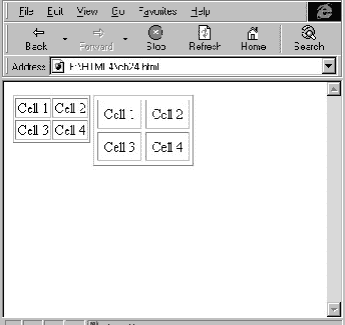 File Edit View Go Favorites Help
Back Forward Stop Refresh Home Search
Address
Cell 1 Cell 2
Cell 3 Cell 4
Cell 1 Cell 2
Cell 3 Cell 4